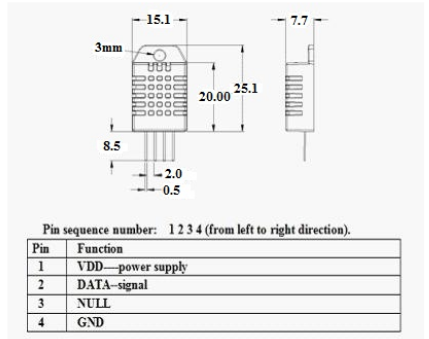 15.1
7.7
3mm
20.00
25.1
8.5
2.0
0.5
Pin sequence number: 1 2 3 4 (from left to right direction).
Pin Function
1 VDD----power supply
2 DATA--signal
3 NULL
4 GND